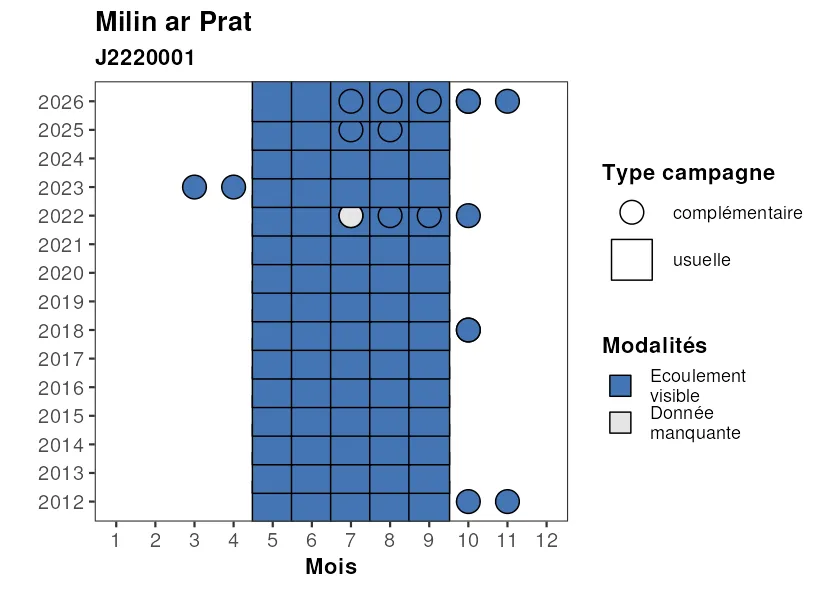 Milin ar Prat
J2220001
2026
2025
2024
2023
2022
2021
2020
2019
2018
2017
2016
2015
2014
2013
2012
1 2 3 4 5 6 7 8 9 10 11 12
Mois
Type campagne
complémentaire
usuelle
Modalités
Ecoulement
visible
Donnée
manquante